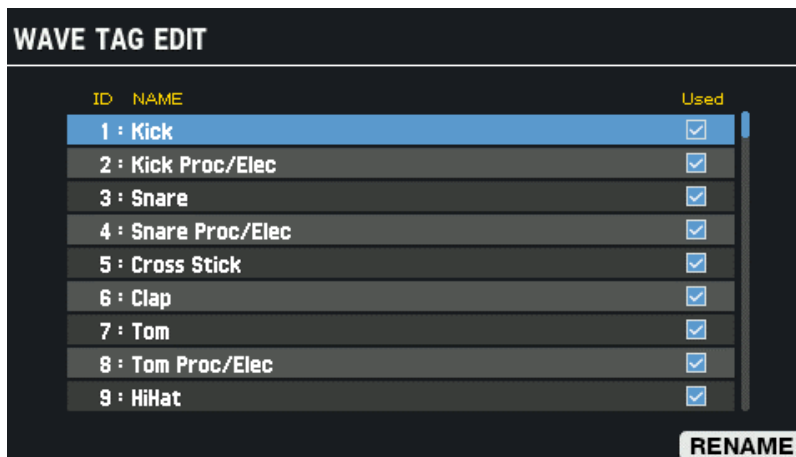 WAVE TAG EDIT
ID NAME Used
1 : Kick
2 : Kick Proc/Elec
3 : Snare
4 : Snare Proc/Elec
5 : Cross Stick
6 : Clap
7 : Tom
8 : Tom Proc/Elec
9 : HiHat
RENAME